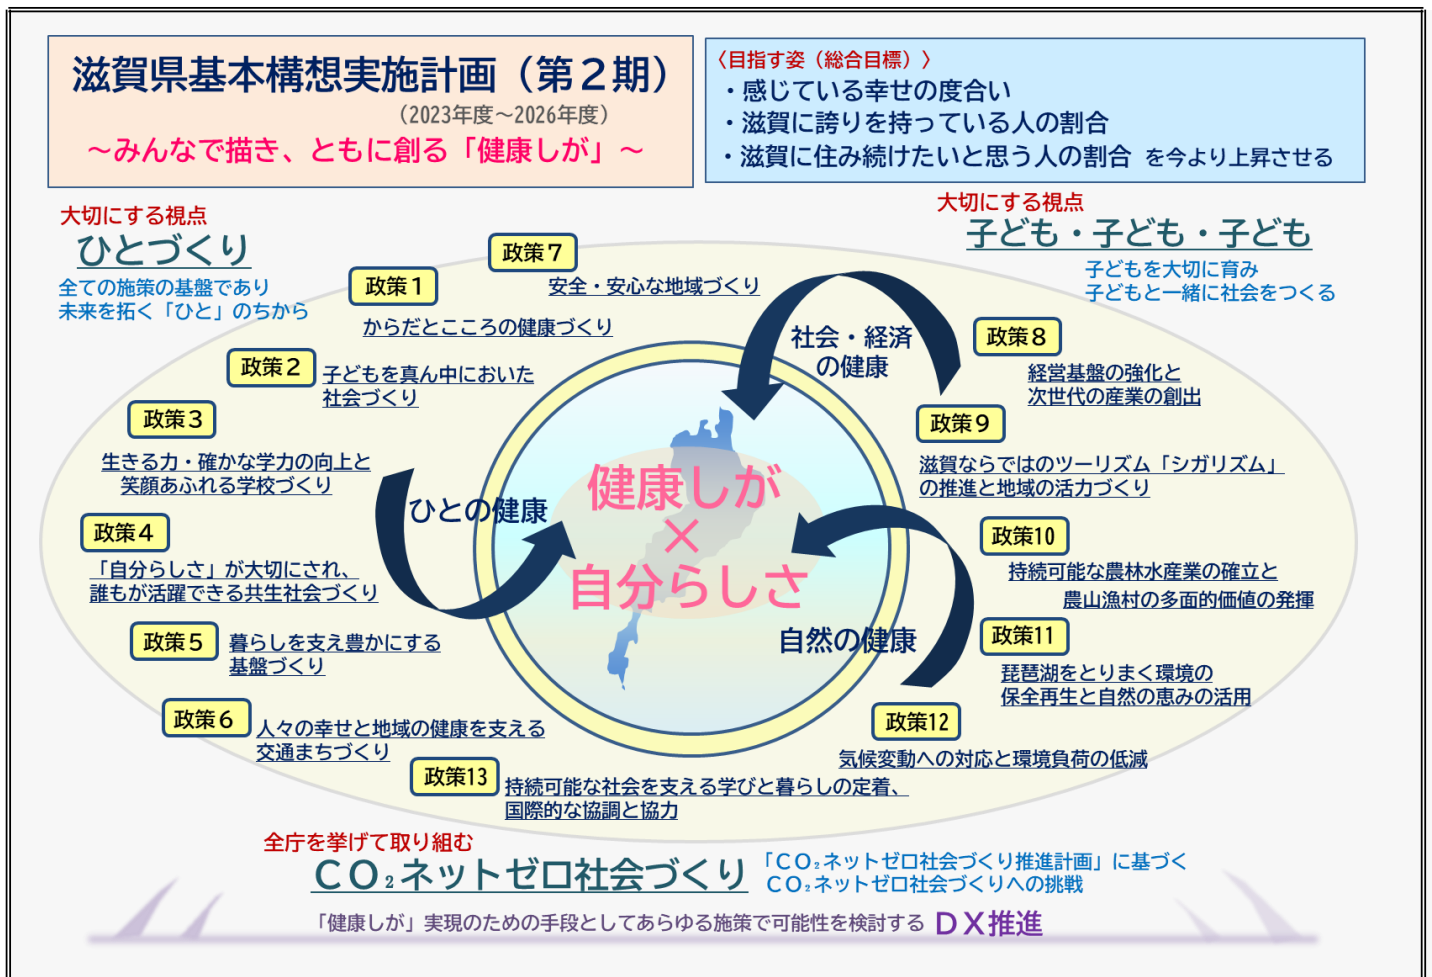 滋賀県基本構想実施計画（第２期）
（2023年度～2026年度）
～みんなで描き、ともに創る「健康しが」～
〈目指す姿（総合目標）〉
・感じている幸せの度合い
・滋賀に誇りを持っている人の割合
・滋賀に住み続けたいと思う人の割合 を今より上昇させる
大切にする視点
ひとづくり
全ての施策の基盤であり
未来を拓く「ひと」のちから
大切にする視点
子ども・子ども・子ども
子どもを大切に育み
子どもと一緒に社会をつくる
政策７
安全・安心な地域づくり
政策１
からだとこころの健康づくり
政策２
子どもを真ん中においた
社会づくり
政策３
生きる力・確かな学力の向上と
笑顔あふれる学校づくり
政策４
「自分らしさ」が大切にされ、
誰もが活躍できる共生社会づくり
政策５
暮らしを支え豊かにする
基盤づくり
政策６
人々の幸せと地域の健康を支える
交通まちづくり
政策13
持続可能な社会を支える学びと暮らしの定着、
国際的な協調と協力
社会・経済
の健康
ひとの健康
健康しが
×
自分らしさ
自然の健康
政策８
経営基盤の強化と
次世代の産業の創出
政策９
滋賀ならではのツーリズム「シガリズム」
の推進と地域の活力づくり
政策10
持続可能な農林水産業の確立と
農山漁村の多面的価値の発揮
政策11
琵琶湖をとりまく環境の
保全再生と自然の恵みの活用
政策12
気候変動への対応と環境負荷の低減
全庁を挙げて取り組む
ＣＯ₂ネットゼロ社会づくり
「ＣＯ₂ネットゼロ社会づくり推進計画」に基づく
ＣＯ₂ネットゼロ社会づくりへの挑戦
「健康しが」実現のための手段としてあらゆる施策で可能性を検討する ＤＸ推進